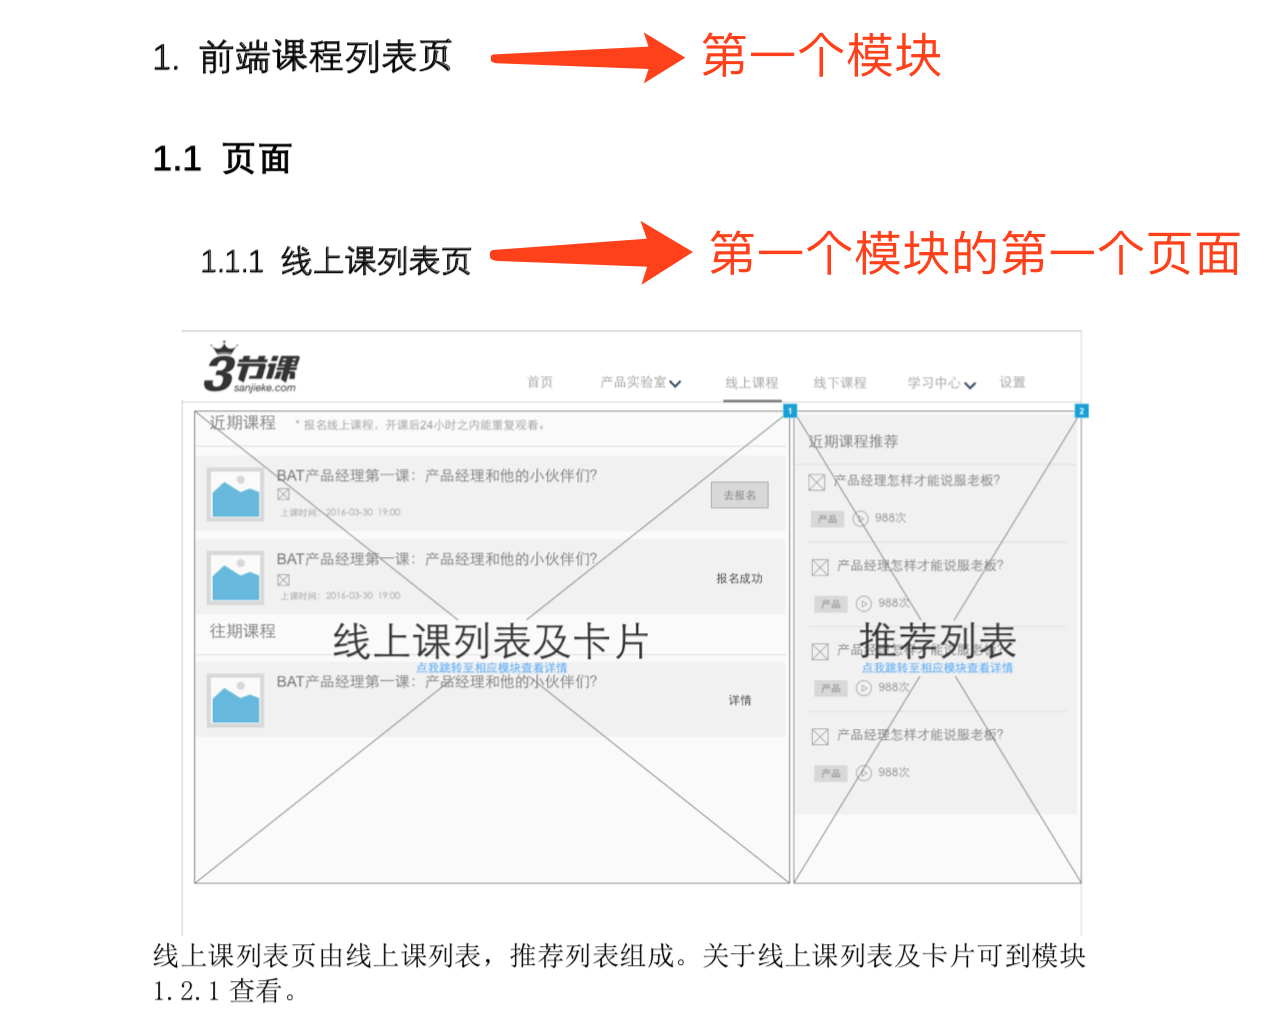 1. 前端课程列表页
第一个模块
1.1 页面
1.1.1 线上课列表页
第一个模块的第一个页面
3节课
sanjieke.com
首页 产品实验室 线上课程 线下课程 学习中心 设置
1
2
近期课程 * 报名线上课程，开课后24小时之内能重复观看。
BAT产品经理第一课：产品经理和他的小伙伴们?
上课时间：2016-03-30 19:00
去报名
BAT产品经理第一课：产品经理和他的小伙伴们?
上课时间：2016-03-30 19:00
报名成功
往期课程
线上课列表及卡片
点我跳转至相应模块查看详情
BAT产品经理第一课：产品经理和他的小伙伴们?
详情
近期课程推荐
产品经理怎样才能说服老板?
产品 988次
产品经理怎样才能说服老板?
产品 988次
推荐列表
产品经理怎样才能说服老板?
点我跳转至相应模块查看详情
产品 988次
产品经理怎样才能说服老板?
产品 988次
线上课列表页由线上课列表，推荐列表组成。关于线上课列表及卡片可到模块
1.2.1 查看。